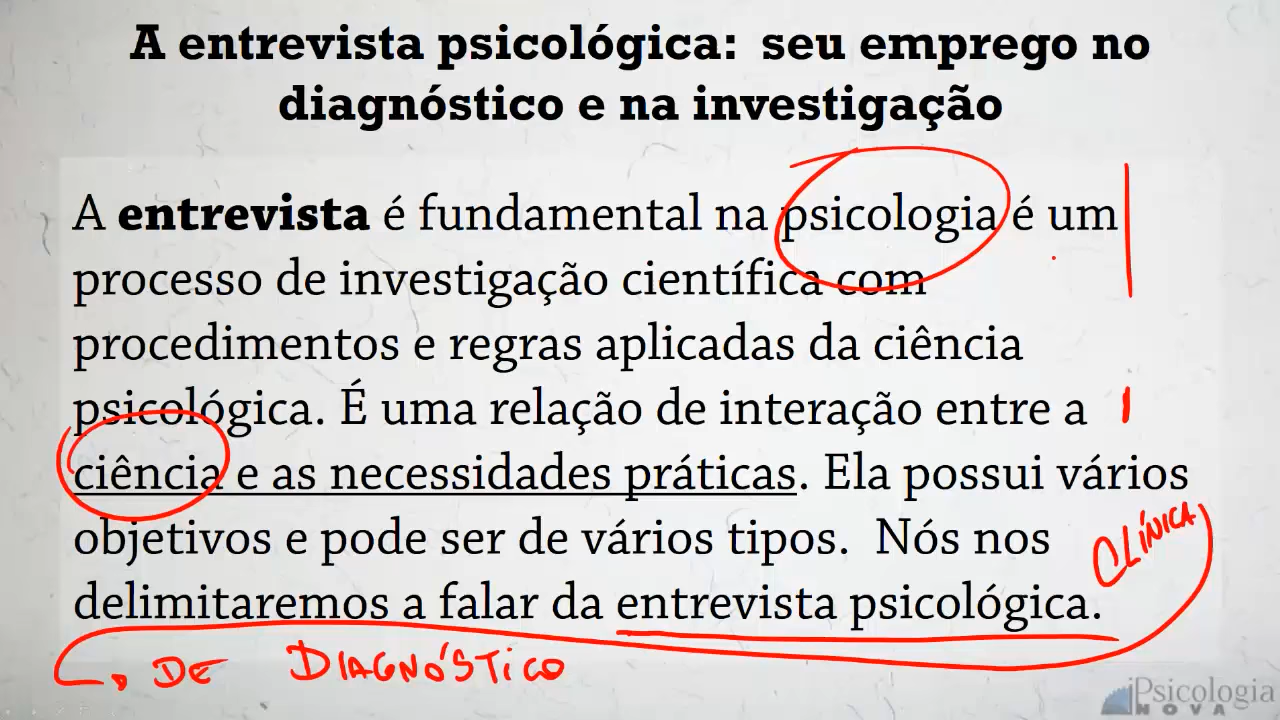 A entrevista psicológica: seu emprego no
diagnóstico e na investigação
A entrevista é fundamental na psicologia é um
processo de investigação científica com
procedimentos e regras aplicadas da ciência
psicológica. É uma relação de interação entre a
ciência e as necessidades práticas. Ela possui vários
objetivos e pode ser de vários tipos. Nós nos
CLÍNICA
delimitaremos a falar da entrevista psicológica.
DE DIAGNÓSTICO
Psicologia
NOVA